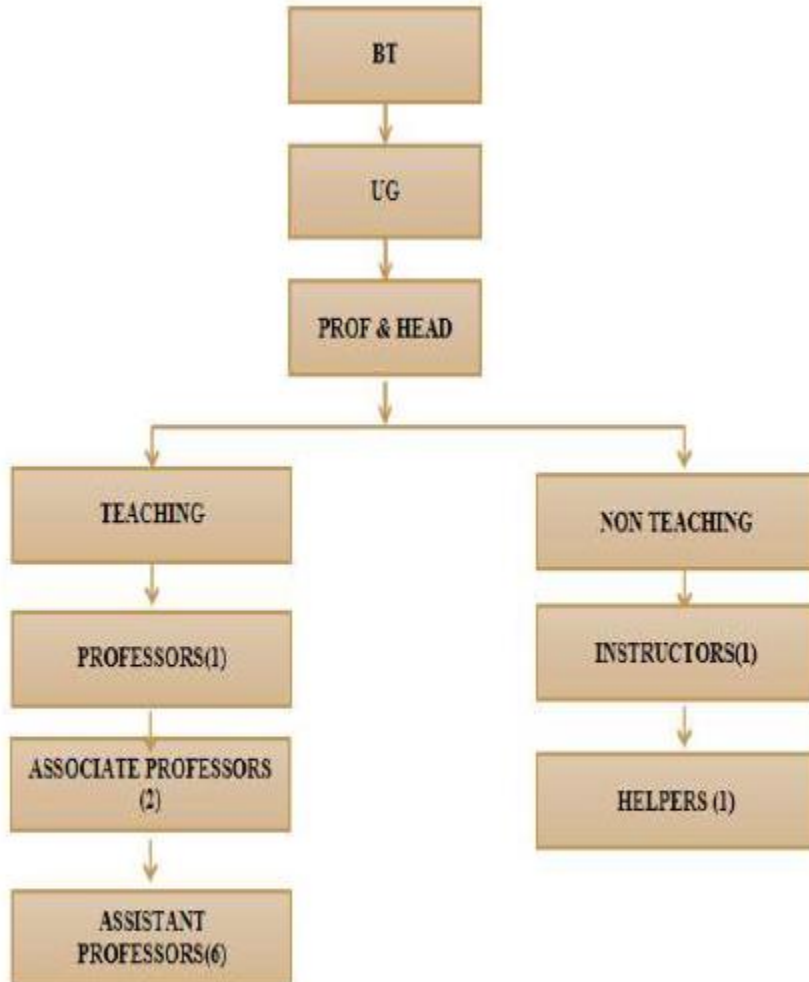 BT
UG
PROF & HEAD
TEACHING
NON TEACHING
PROFESSORS(1)
INSTRUCTORS(1)
ASSOCIATE PROFESSORS
(2)
HELPERS (1)
ASSISTANT
PROFESSORS(6)